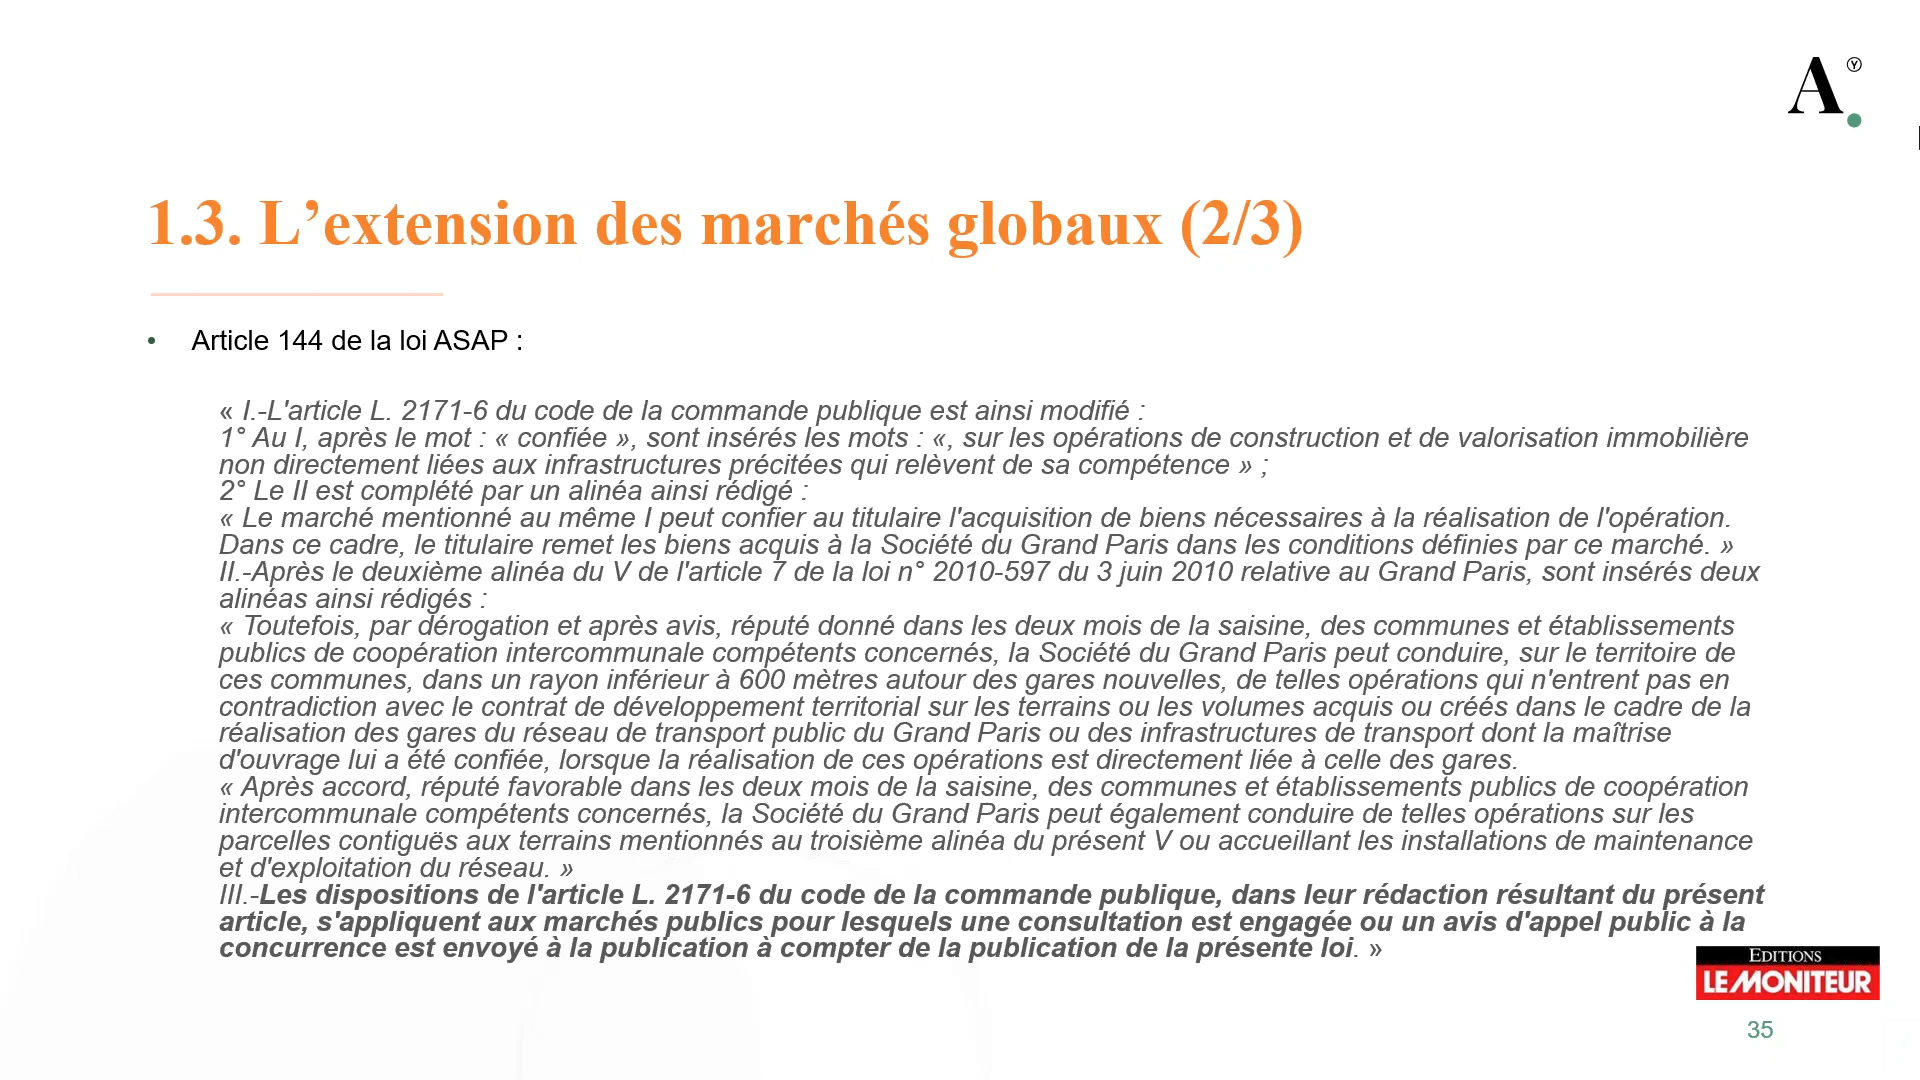 A
Y
1.3. L’extension des marchés globaux (2/3)
• Article 144 de la loi ASAP :
« I.-L'article L. 2171-6 du code de la commande publique est ainsi modifié :
1° Au I, après le mot : « confiée », sont insérés les mots : «, sur les opérations de construction et de valorisation immobilière
non directement liées aux infrastructures précitées qui relèvent de sa compétence » ;
2° Le II est complété par un alinéa ainsi rédigé :
« Le marché mentionné au même I peut confier au titulaire l'acquisition de biens nécessaires à la réalisation de l'opération.
Dans ce cadre, le titulaire remet les biens acquis à la Société du Grand Paris dans les conditions définies par ce marché. »
II.-Après le deuxième alinéa du V de l'article 7 de la loi n° 2010-597 du 3 juin 2010 relative au Grand Paris, sont insérés deux
alinéas ainsi rédigés :
« Toutefois, par dérogation et après avis, réputé donné dans les deux mois de la saisine, des communes et établissements
publics de coopération intercommunale compétents concernés, la Société du Grand Paris peut conduire, sur le territoire de
ces communes, dans un rayon inférieur à 600 mètres autour des gares nouvelles, de telles opérations qui n'entrent pas en
contradiction avec le contrat de développement territorial sur les terrains ou les volumes acquis ou créés dans le cadre de la
réalisation des gares du réseau de transport public du Grand Paris ou des infrastructures de transport dont la maîtrise
d'ouvrage lui a été confiée, lorsque la réalisation de ces opérations est directement liée à celle des gares.
« Après accord, réputé favorable dans les deux mois de la saisine, des communes et établissements publics de coopération
intercommunale compétents concernés, la Société du Grand Paris peut également conduire de telles opérations sur les
parcelles contiguës aux terrains mentionnés au troisième alinéa du présent V ou accueillant les installations de maintenance
et d'exploitation du réseau. »
III.-Les dispositions de l'article L. 2171-6 du code de la commande publique, dans leur rédaction résultant du présent
article, s'appliquent aux marchés publics pour lesquels une consultation est engagée ou un avis d'appel public à la
concurrence est envoyé à la publication à compter de la publication de la présente loi. »
EDITIONS
LE MONITEUR
35